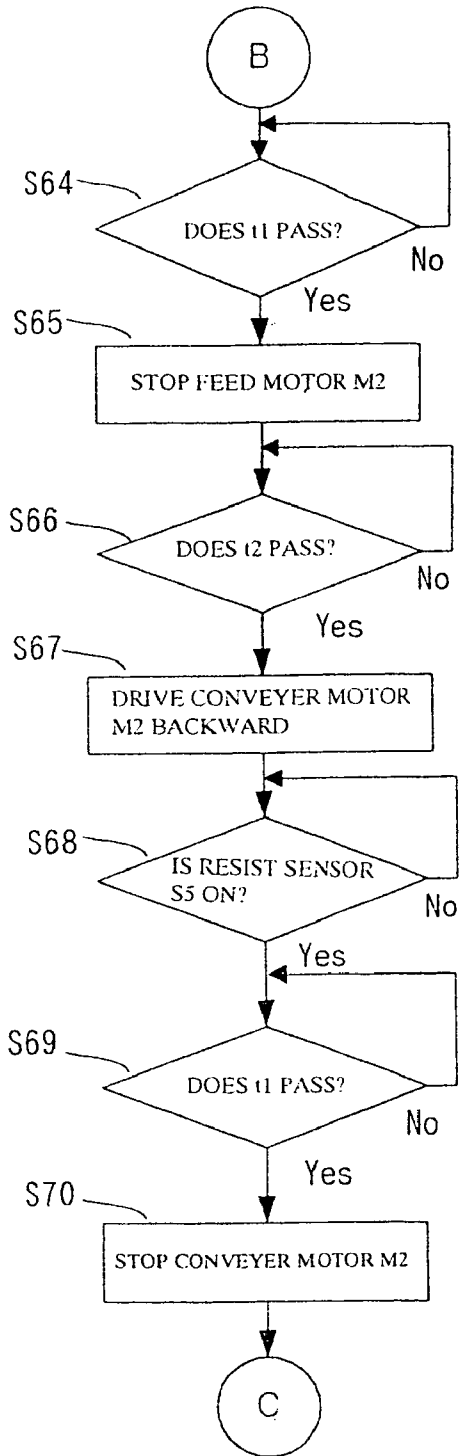 B
S64
DOES t1 PASS?
No
Yes
S65
STOP FEED MOTOR M2
S66
DOES t2 PASS?
No
Yes
S67
DRIVE CONVEYER MOTOR
M2 BACKWARD
S68
IS RESIST SENSOR
S5 ON?
No
Yes
S69
DOES t1 PASS?
No
Yes
S70
STOP CONVEYER MOTOR M2
C